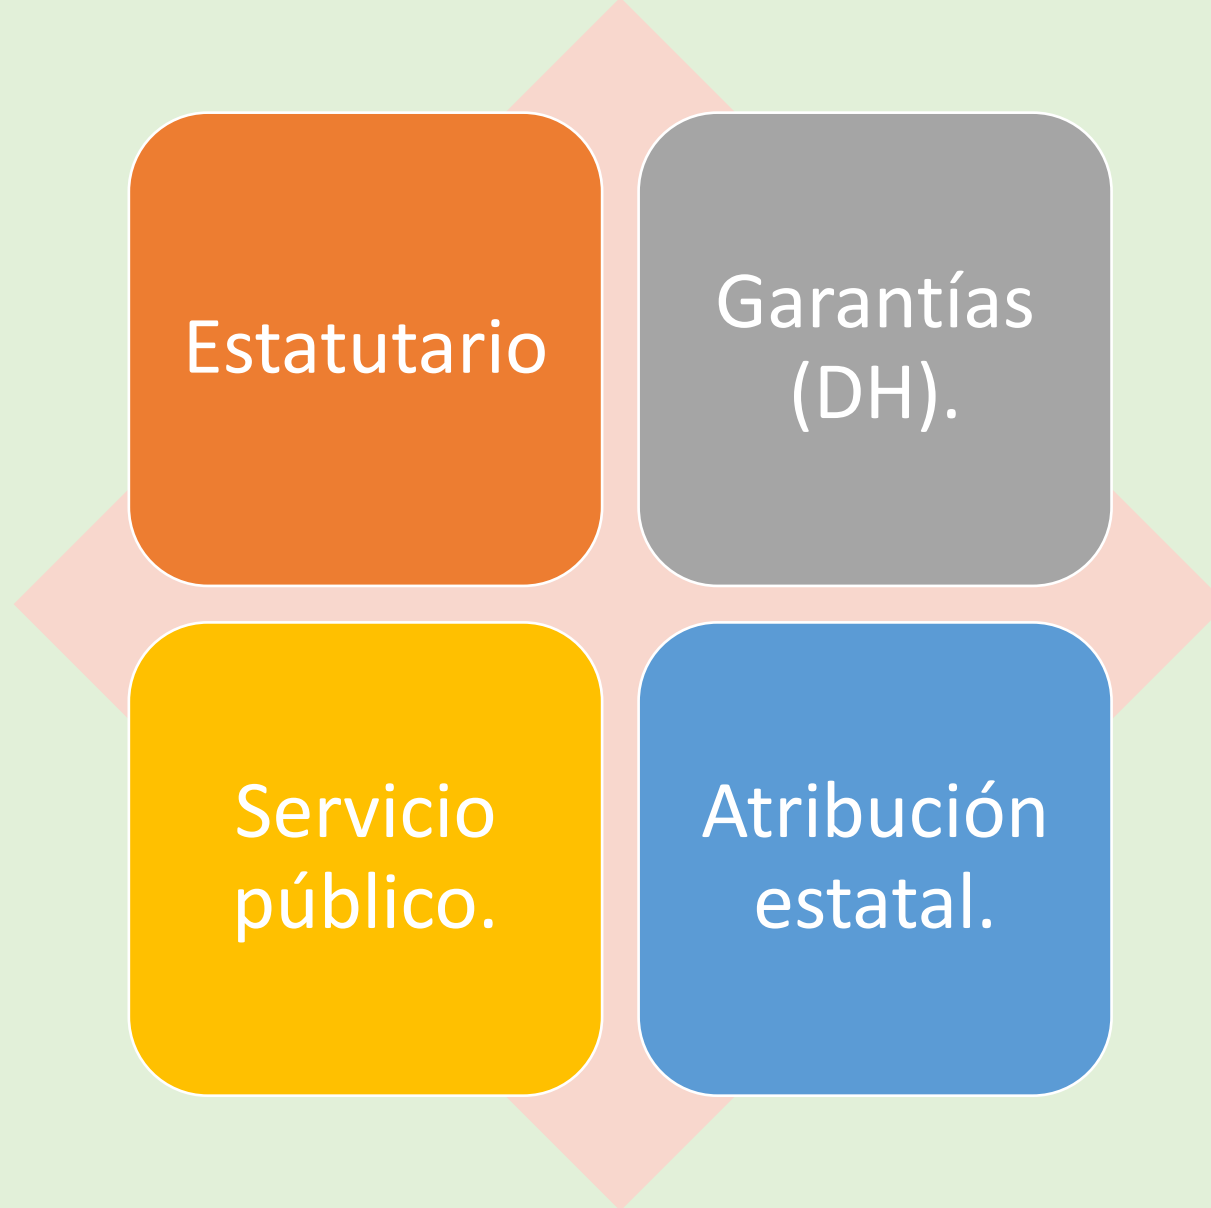 Estatutario
Garantías
(DH).
Servicio
público.
Atribución
estatal.